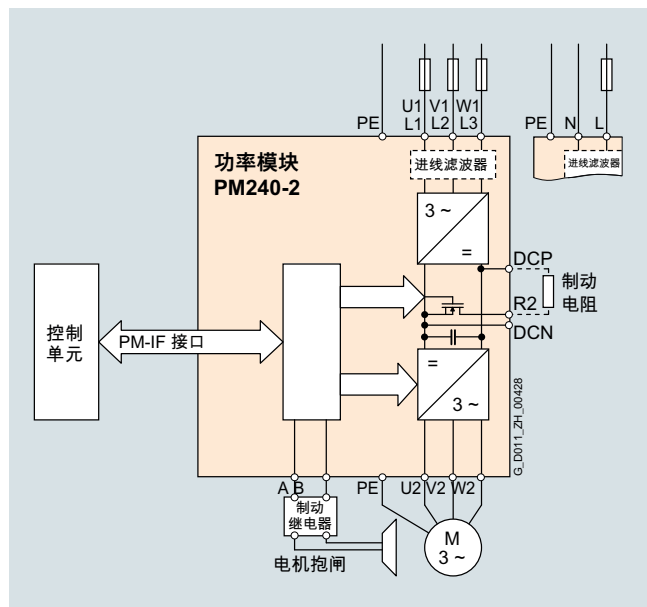 U1 V1 W1
PE L1 L2 L3
PE N L
功率模块
PM240-2
进线滤波器
进线滤波器
3 ~
=
DCP
R2
DCN
制动
电阻
控制
单元
PM-IF 接口
=
3 ~
G_D011_ZH_00428
A B PE U2 V2 W2
制动
继电器
电机抱闸
M
3 ~